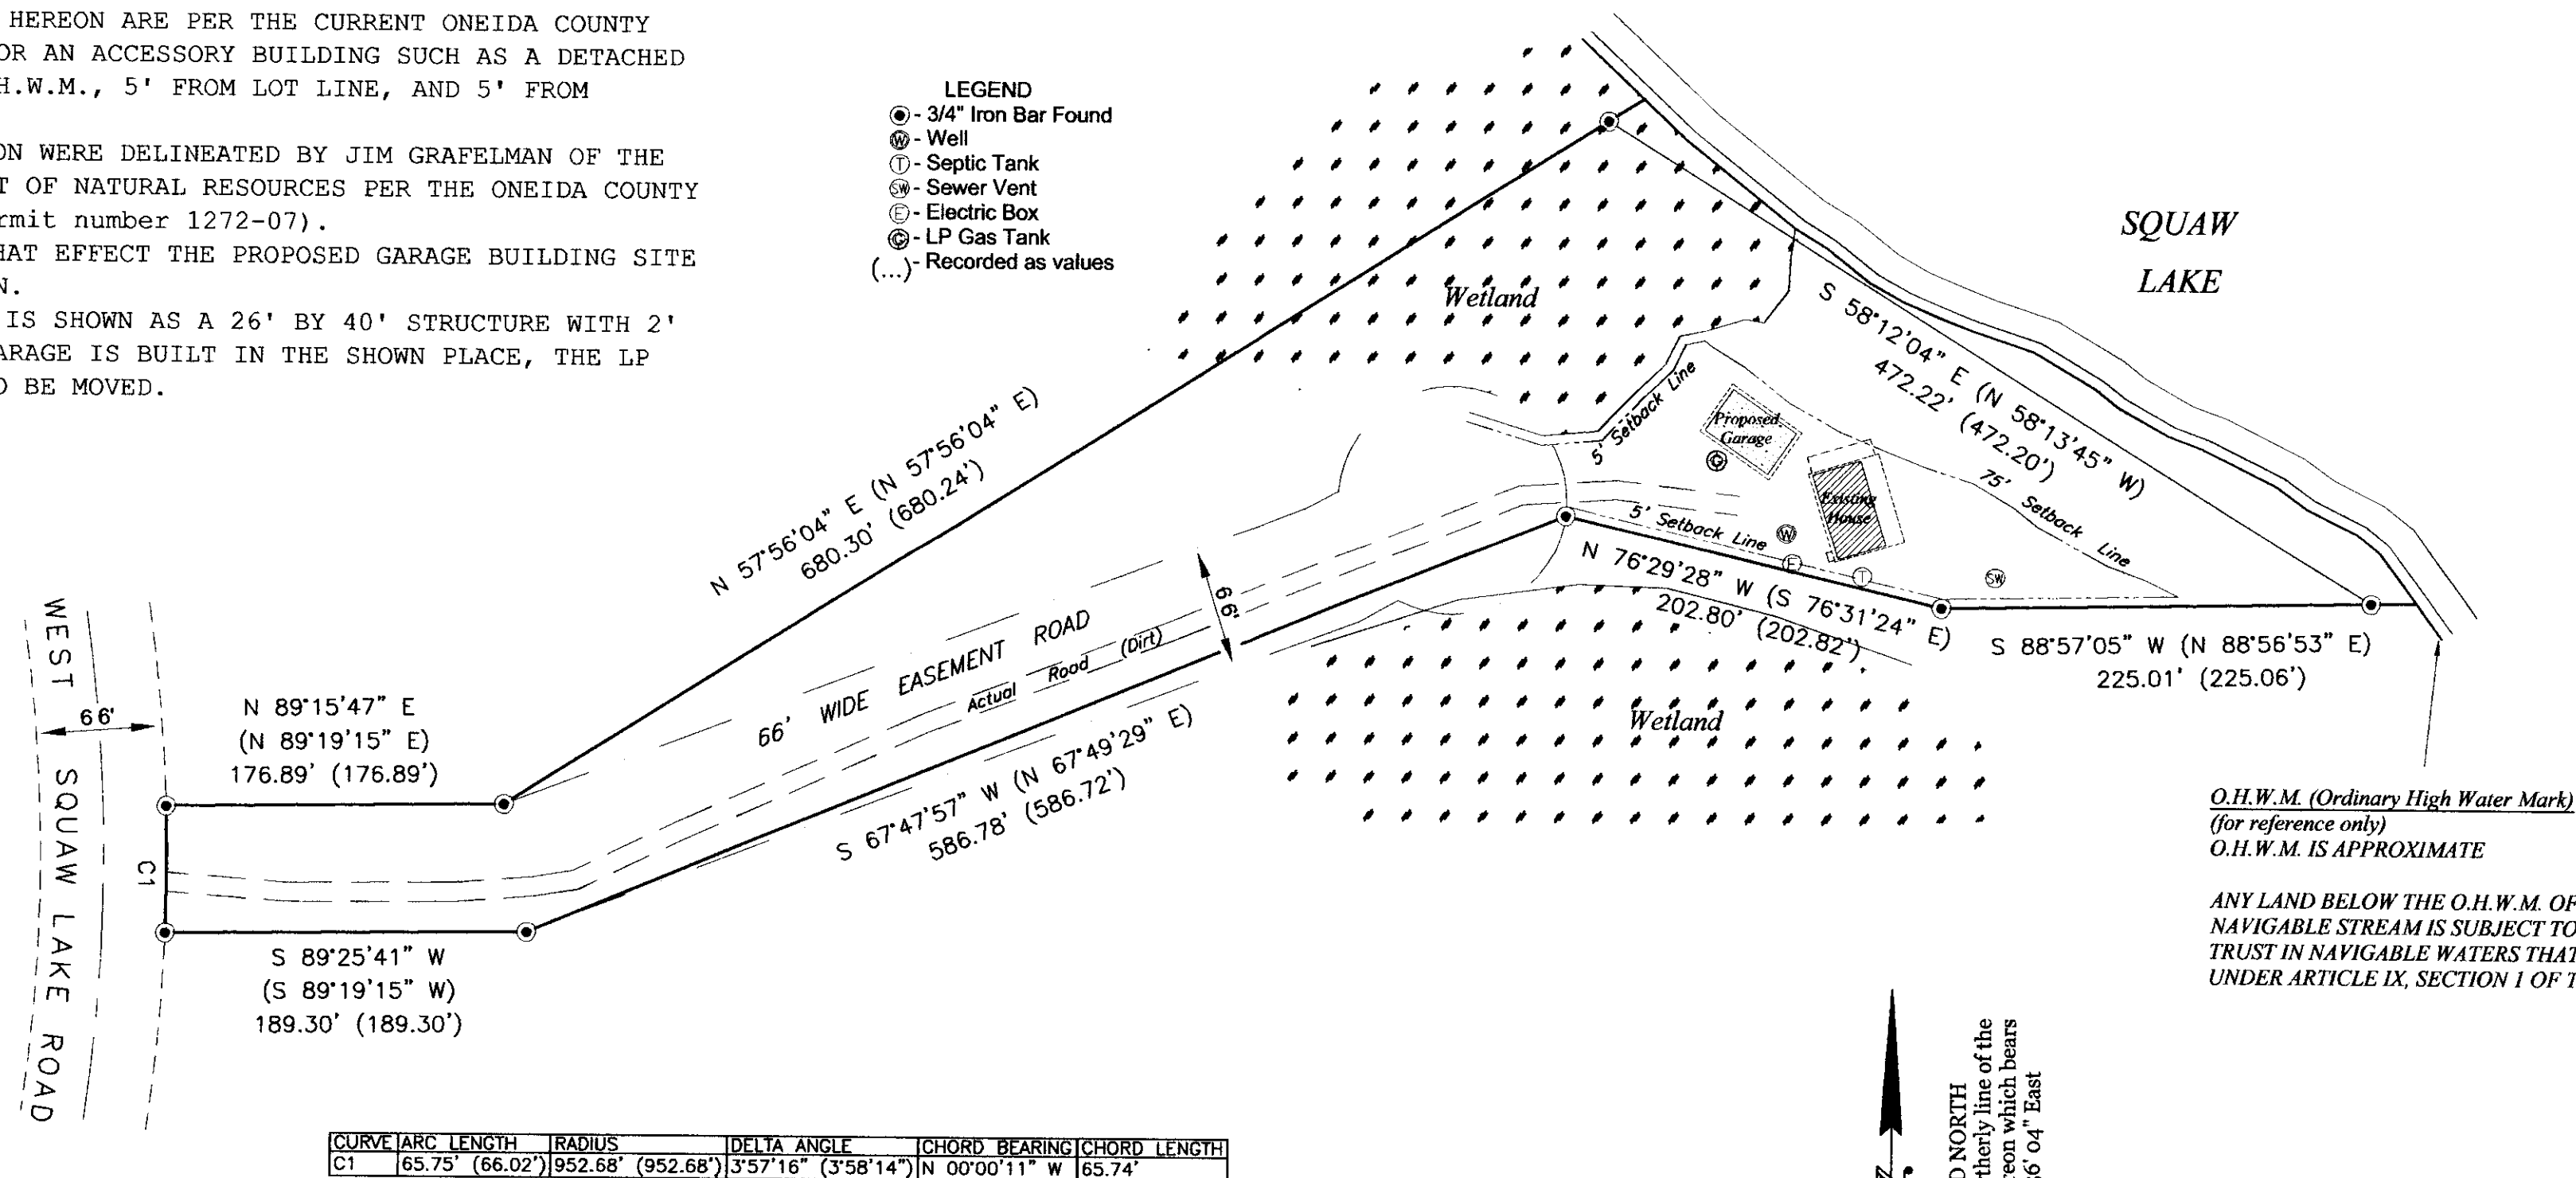 HEREON ARE PER THE CURRENT ONEIDA COUNTY
OR AN ACCESSORY BUILDING SUCH AS A DETACHED
H.W.M., 5' FROM LOT LINE, AND 5' FROM
ON WERE DELINEATED BY JIM GRAFELMAN OF THE
T OF NATURAL RESOURCES PER THE ONEIDA COUNTY
rmit number 1272-07).
HAT EFFECT THE PROPOSED GARAGE BUILDING SITE
N.
IS SHOWN AS A 26' BY 40' STRUCTURE WITH 2'
ARAGE IS BUILT IN THE SHOWN PLACE, THE LP
O BE MOVED.
LEGEND
- 3/4" Iron Bar Found
W - Well
T - Septic Tank
SW - Sewer Vent
E - Electric Box
G - LP Gas Tank
(...) - Recorded as values
SQUAW
LAKE
Wetland
S 58°12'04" E (N 58°13'45" W)
472.22' (472.20')
5' Setback Line
Proposed
Garage
G
Existing
House
75' Setback Line
5' Setback Line
W
E
T
SW
N 76°29'28" W (S 76°31'24" E)
202.80' (202.82')
S 88°57'05" W (N 88°56'53" E)
225.01' (225.06')
Wetland
N 57°56'04" E (N 57°56'04" E)
680.30' (680.24')
66' WIDE EASEMENT ROAD
Actual Road (Dirt)
66'
S 67°47'57" W (N 67°49'29" E)
586.78' (586.72')
WEST SQUAW LAKE ROAD
66'
N 89°15'47" E
(N 89°19'15" E)
176.89' (176.89')
C1
S 89°25'41" W
(S 89°19'15" W)
189.30' (189.30')
O.H.W.M. (Ordinary High Water Mark)
(for reference only)
O.H.W.M. IS APPROXIMATE
ANY LAND BELOW THE O.H.W.M. OF
NAVIGABLE STREAM IS SUBJECT TO
TRUST IN NAVIGABLE WATERS THAT
UNDER ARTICLE IX, SECTION 1 OF T
CURVE ARC LENGTH RADIUS DELTA ANGLE CHORD BEARING CHORD LENGTH
C1 65.75' (66.02') 952.68' (952.68') 3°57'16" (3°58'14") N 00°00'11" W 65.74'
D NORTH
therly line of the
reon which bears
6' 04" East